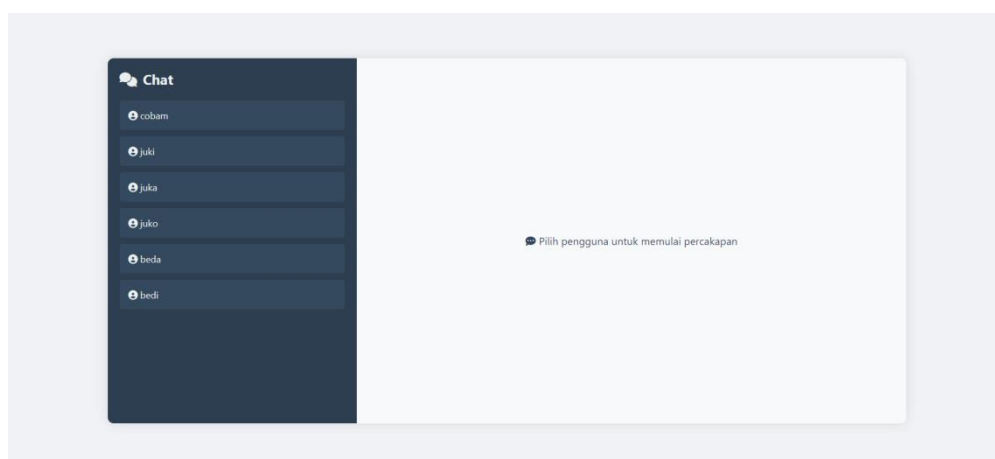 Chat
cobam
juki
juka
juko
beda
bedi
Pilih pengguna untuk memulai percakapan